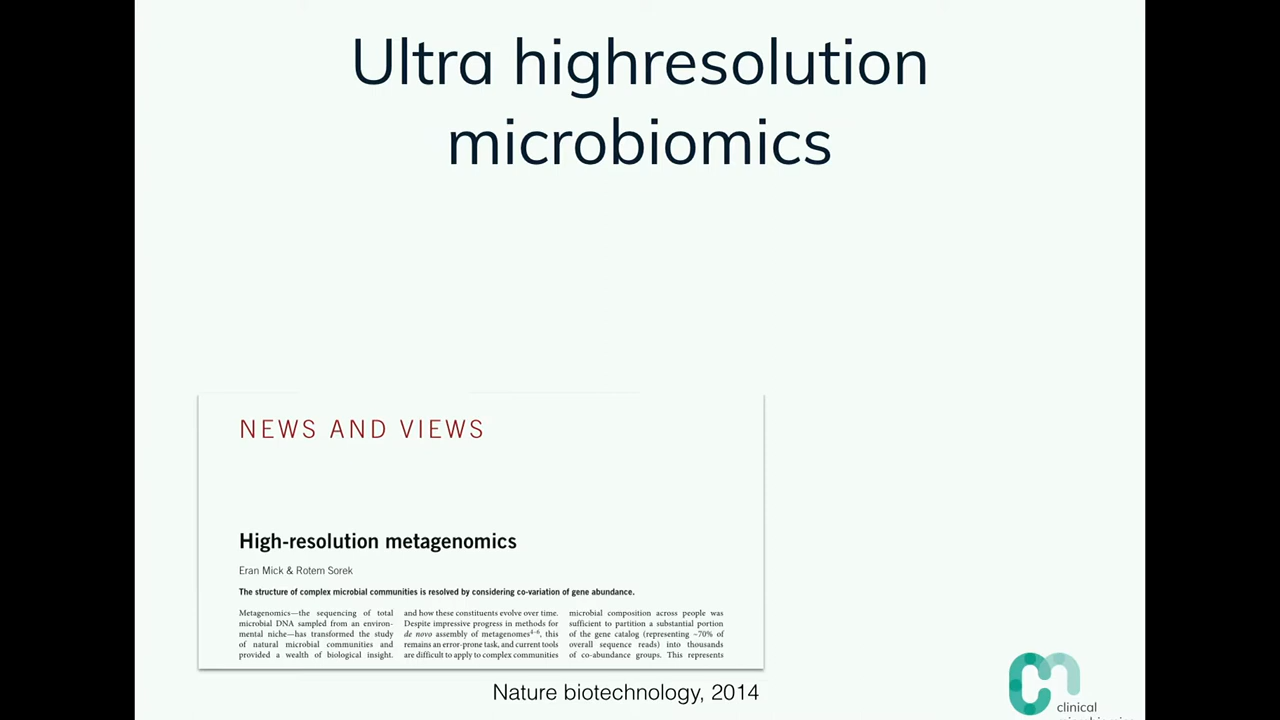 Ultra highresolution
microbiomics
NEWS AND VIEWS
High-resolution metagenomics
Eran Mick & Rotem Sorek
The structure of complex microbial communities is resolved by considering co-variation of gene abundance.
Metagenomics—the sequencing of total
microbial DNA sampled from an environ-
mental niche—has transformed the study
of natural microbial communities and
provided a wealth of biological insight.
and how these constituents evolve over time.
Despite impressive progress in methods for
de novo assembly of metagenomes4–6, this
remains an error-prone task, and current tools
are difficult to apply to complex communities
microbial composition across people was
sufficient to partition a substantial portion
of the gene catalog (representing ~70% of
overall sequence reads) into thousands
of co-abundance groups. This represents
Nature biotechnology, 2014
clinical